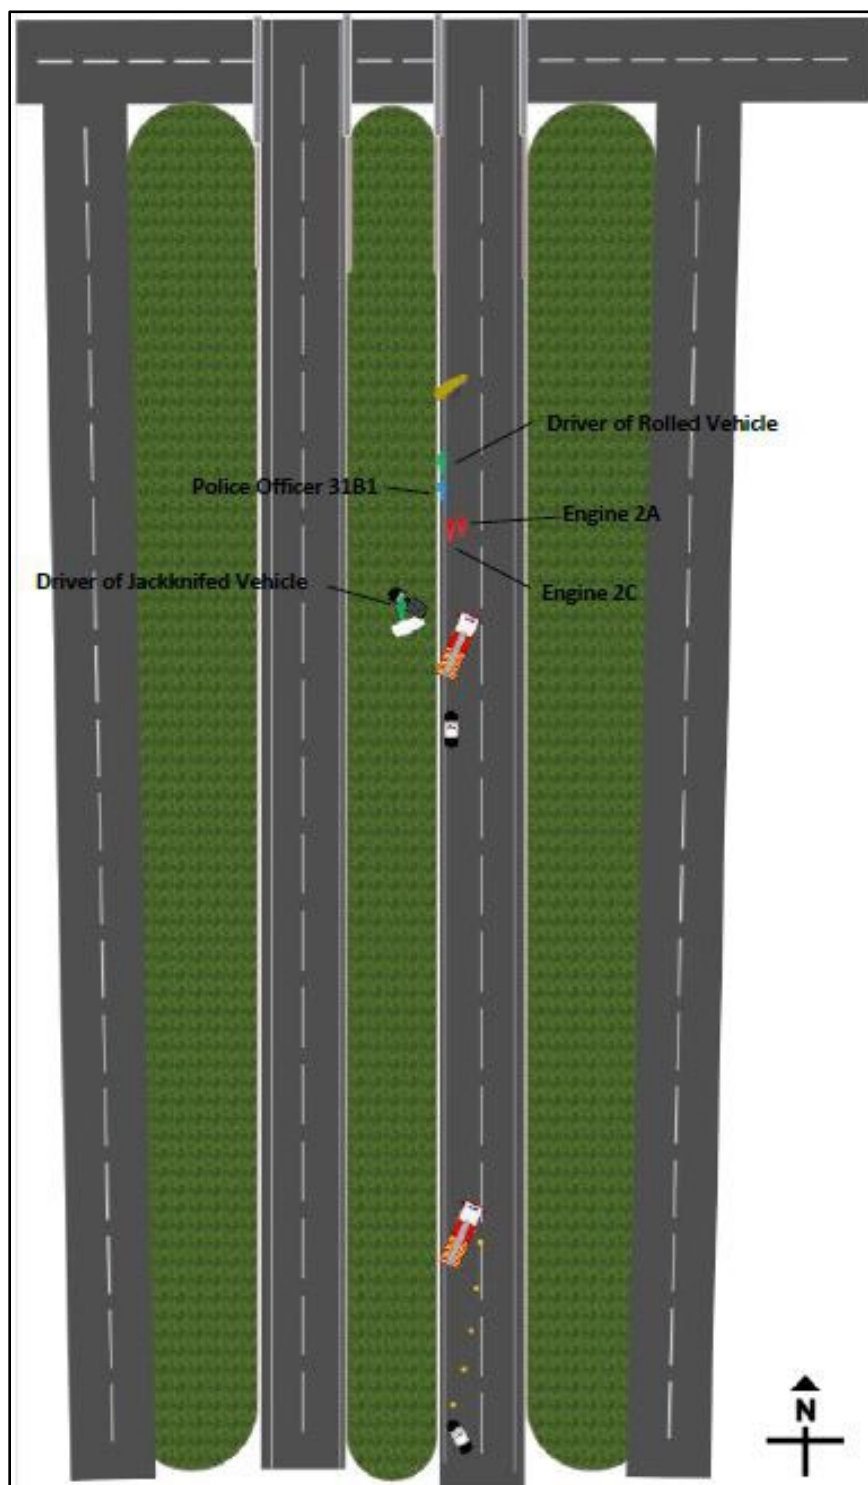 Driver of Rolled Vehicle
Police Officer 31B1
Engine 2A
Driver of Jackknifed Vehicle
Engine 2C
N